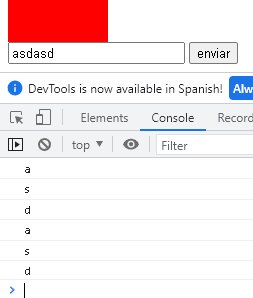 asdasd enviar
DevTools is now available in Spanish! Alw
Elements Console Record
top Filter
a
s
d
a
s
d